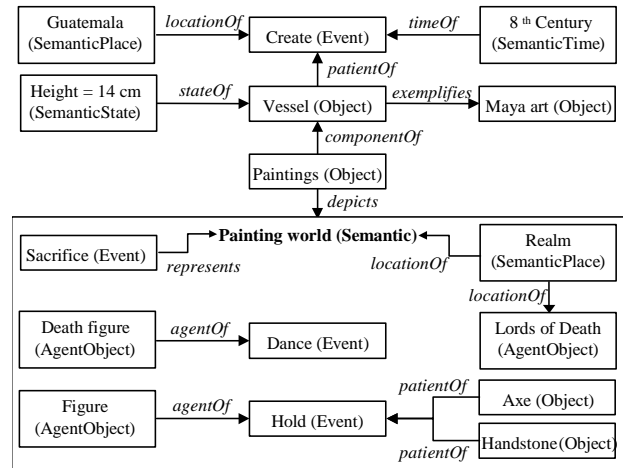 Guatemala
(SemanticPlace)
locationOf
Create (Event)
timeOf
8 th Century
(SemanticTime)
patientOf
Height = 14 cm
(SemanticState)
stateOf
Vessel (Object)
exemplifies
Maya art (Object)
componentOf
Paintings (Object)
depicts
Painting world (Semantic)
Sacrifice (Event)
represents
locationOf
Realm
(SemanticPlace)
locationOf
Death figure
(AgentObject)
agentOf
Dance (Event)
Lords of Death
(AgentObject)
Figure
(AgentObject)
agentOf
Hold (Event)
patientOf
Axe (Object)
patientOf
Handstone (Object)